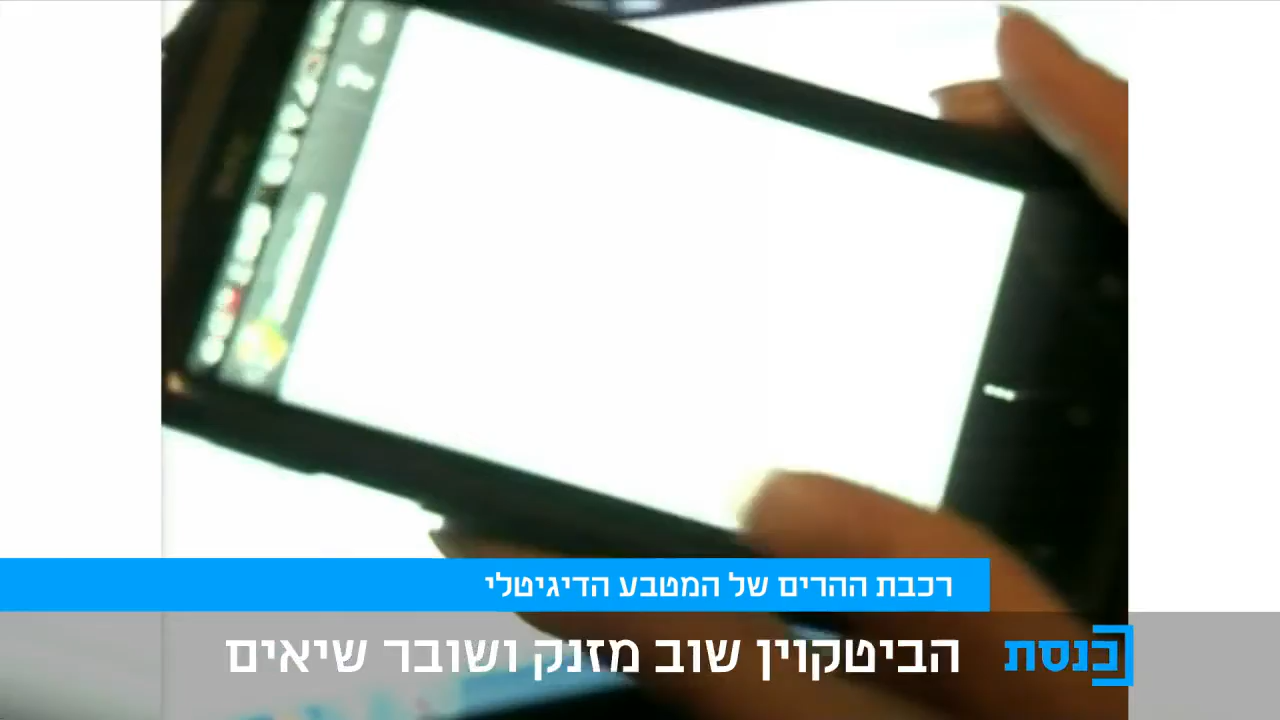 רכבת ההרים של המטבע הדיגיטלי
הביטקוין שוב מזנק ושובר שיאים
כנסת